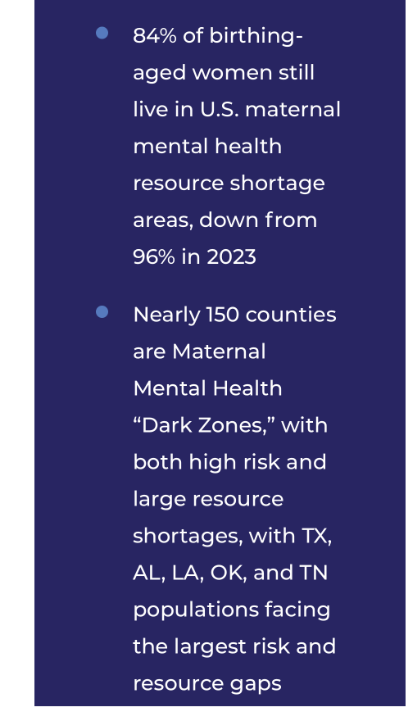 84% of birthing-
aged women still
live in U.S. maternal
mental health
resource shortage
areas, down from
96% in 2023
Nearly 150 counties
are Maternal
Mental Health
“Dark Zones,” with
both high risk and
large resource
shortages, with TX,
AL, LA, OK, and TN
populations facing
the largest risk and
resource gaps